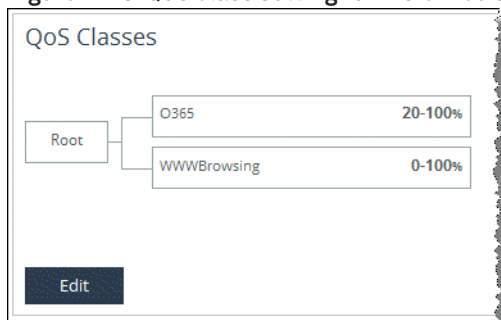 QoS Classes
O365 20-100%
Root
WWWBrowsing 0-100%
Edit